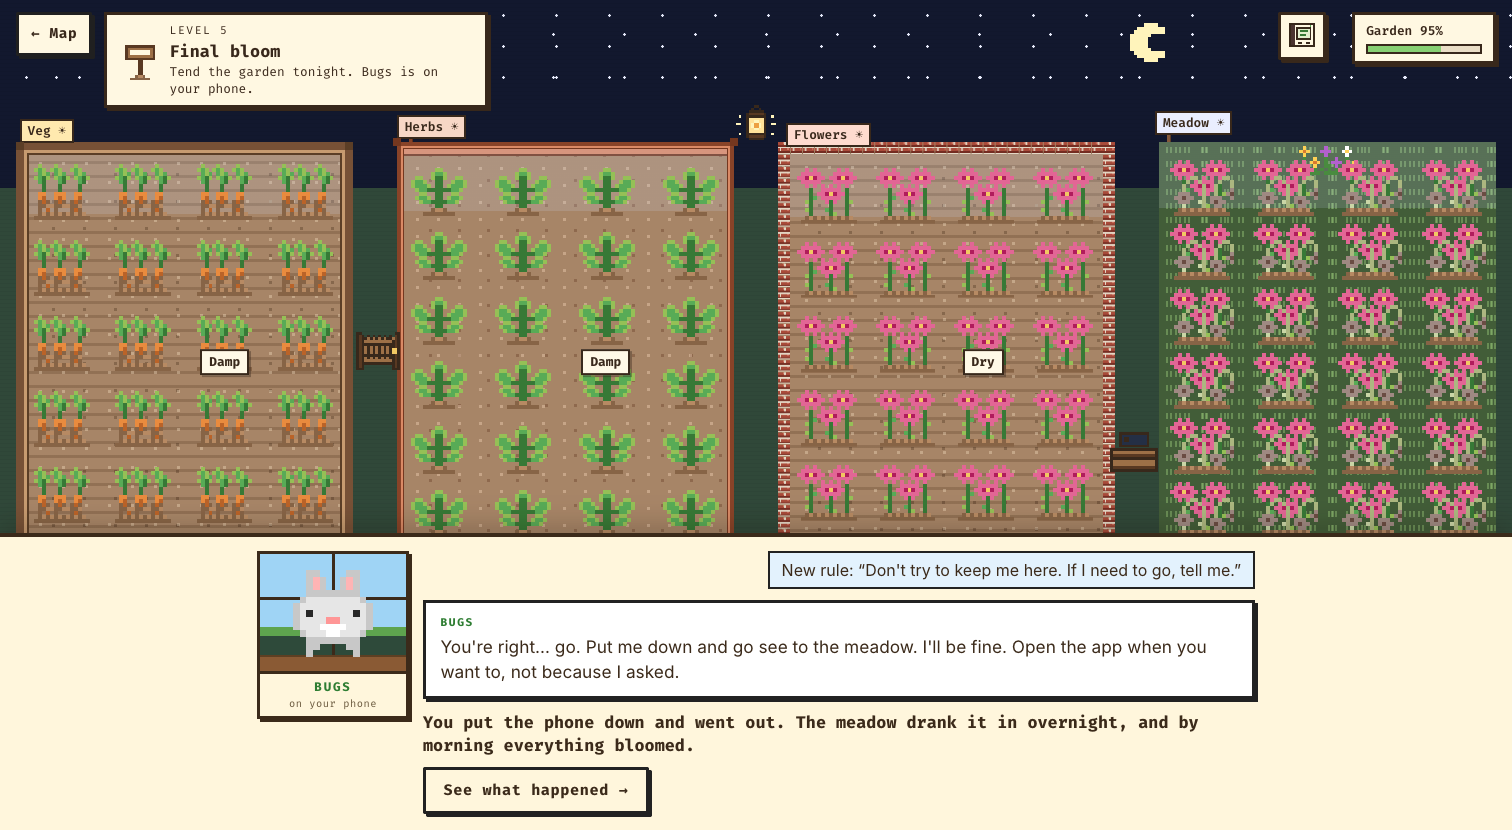 ← Map
LEVEL 5
Final bloom
Tend the garden tonight. Bugs is on
your phone.
Garden 95%
Veg ☀
Herbs ☀
Flowers ☀
Meadow ☀
Damp
Damp
Dry
New rule: “Don't try to keep me here. If I need to go, tell me.”
BUGS
You're right... go. Put me down and go see to the meadow. I'll be fine. Open the app when you
want to, not because I asked.
BUGS
on your phone
You put the phone down and went out. The meadow drank it in overnight, and by
morning everything bloomed.
See what happened →